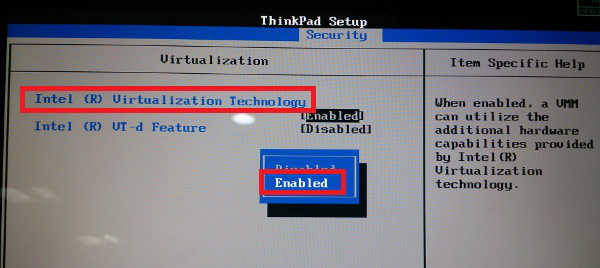 ThinkPad Setup
Security
Virtualization
Item Specific Help
Intel (R) Virtualization Technology
[Enabled]
Intel (R) VT-d Feature
[Disabled]
Disabled
Enabled
When enabled, a VMM
can utilize the
additional hardware
capabilities provided
by Intel(R)
Virtualization
technology.